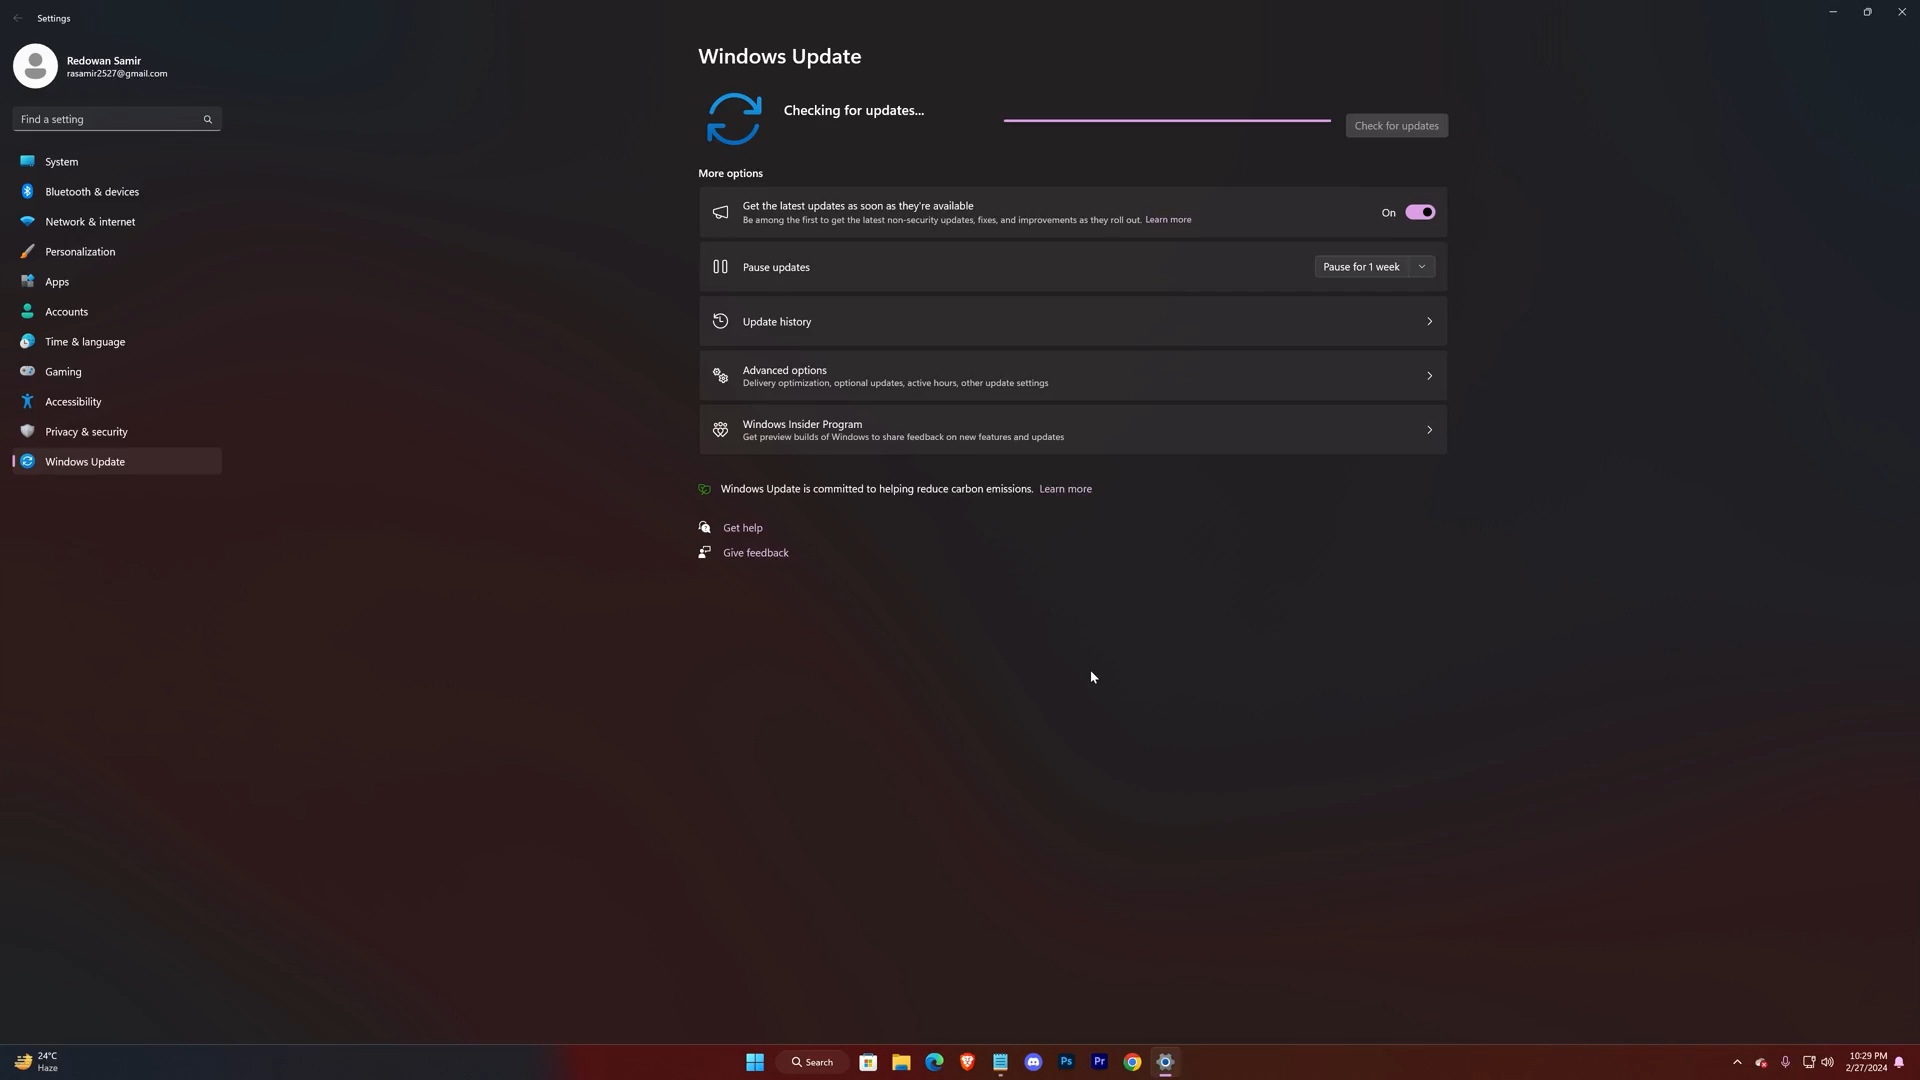 Settings
Redowan Samir
rasamir2527@gmail.com
Find a setting
System
Bluetooth & devices
Network & internet
Personalization
Apps
Accounts
Time & language
Gaming
Accessibility
Privacy & security
Windows Update
Windows Update
Checking for updates...
Check for updates
More options
Get the latest updates as soon as they're available
Be among the first to get the latest non-security updates, fixes, and improvements as they roll out. Learn more
On
Pause updates
Pause for 1 week
Update history
Advanced options
Delivery optimization, optional updates, active hours, other update settings
Windows Insider Program
Get preview builds of Windows to share feedback on new features and updates
Windows Update is committed to helping reduce carbon emissions. Learn more
Get help
Give feedback
24°C
Haze
Search
Ps
Pr
10:29 PM
2/27/2024